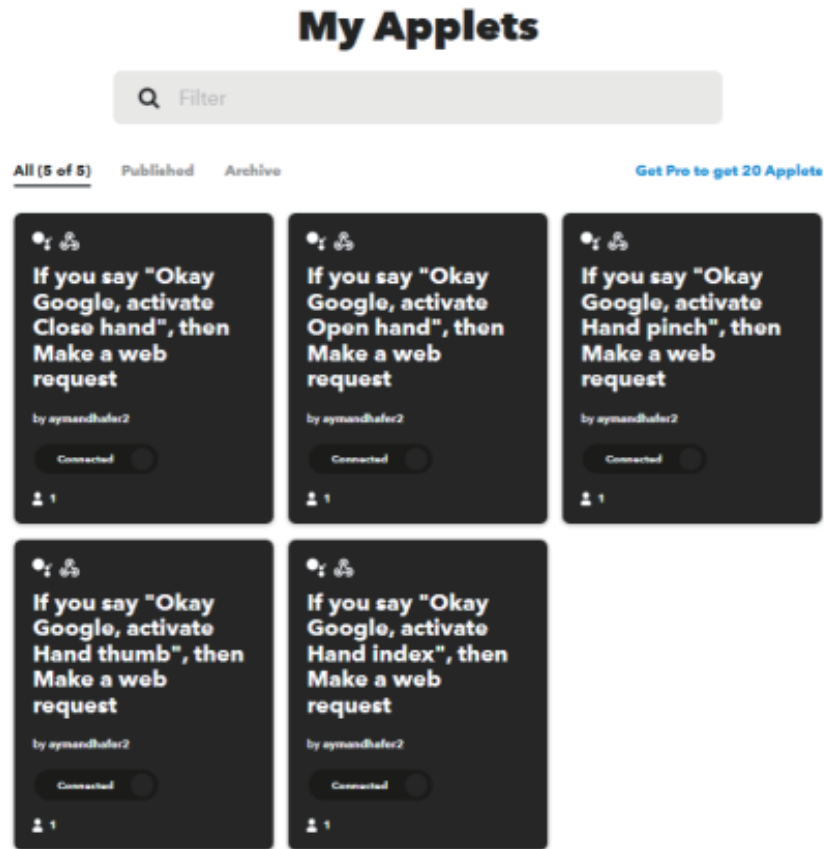 My Applets
Filter
All (5 of 5) Published Archive Get Pro to get 20 Applets
If you say "Okay
Google, activate
Close hand", then
Make a web
request
by aymandhafer2
Connected
1
If you say "Okay
Google, activate
Open hand", then
Make a web
request
by aymandhafer2
Connected
1
If you say "Okay
Google, activate
Hand pinch", then
Make a web
request
by aymandhafer2
Connected
1
If you say "Okay
Google, activate
Hand thumb", then
Make a web
request
by aymandhafer2
Connected
1
If you say "Okay
Google, activate
Hand index", then
Make a web
request
by aymandhafer2
Connected
1